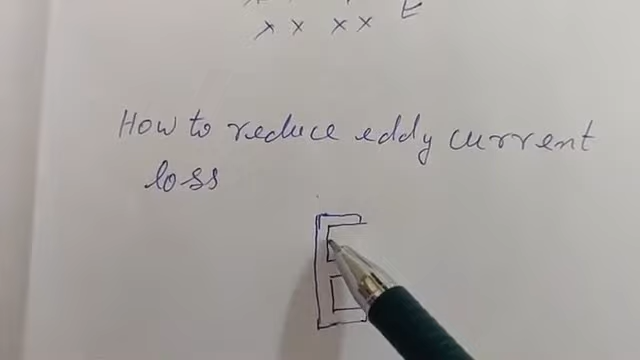 x x x x E
How to reduce eddy current
loss